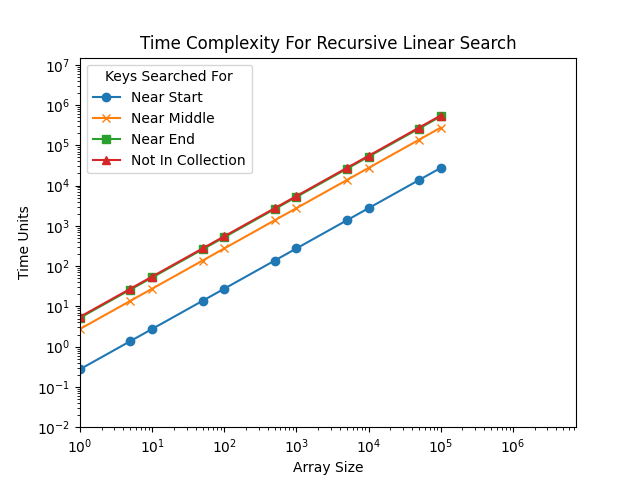 Time Complexity For Recursive Linear Search
Keys Searched For
Near Start
Near Middle
Near End
Not In Collection
Time Units
10⁷
10⁶
10⁵
10⁴
10³
10²
10¹
10⁰
10⁻¹
10⁻²
10⁰ 10¹ 10² 10³ 10⁴ 10⁵ 10⁶
Array Size